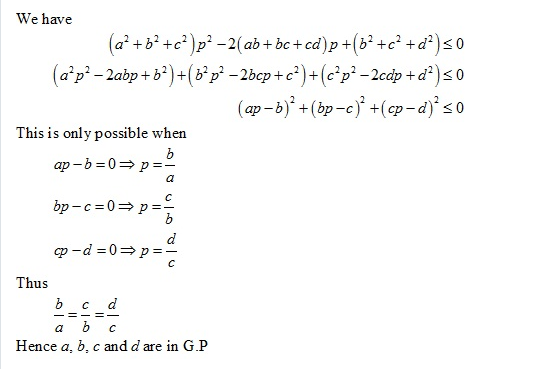 We have
(a² + b² + c²)p² − 2(ab + bc + cd)p + (b² + c² + d²) ≤ 0
(a²p² − 2abp + b²) + (b²p² − 2bcp + c²) + (c²p² − 2cdp + d²) ≤ 0
(ap − b)² + (bp − c)² + (cp − d)² ≤ 0
This is only possible when
ap − b = 0 ⇒ p = b/a
bp − c = 0 ⇒ p = c/b
cp − d = 0 ⇒ p = d/c
Thus
b/a = c/b = d/c
Hence a, b, c and d are in G.P